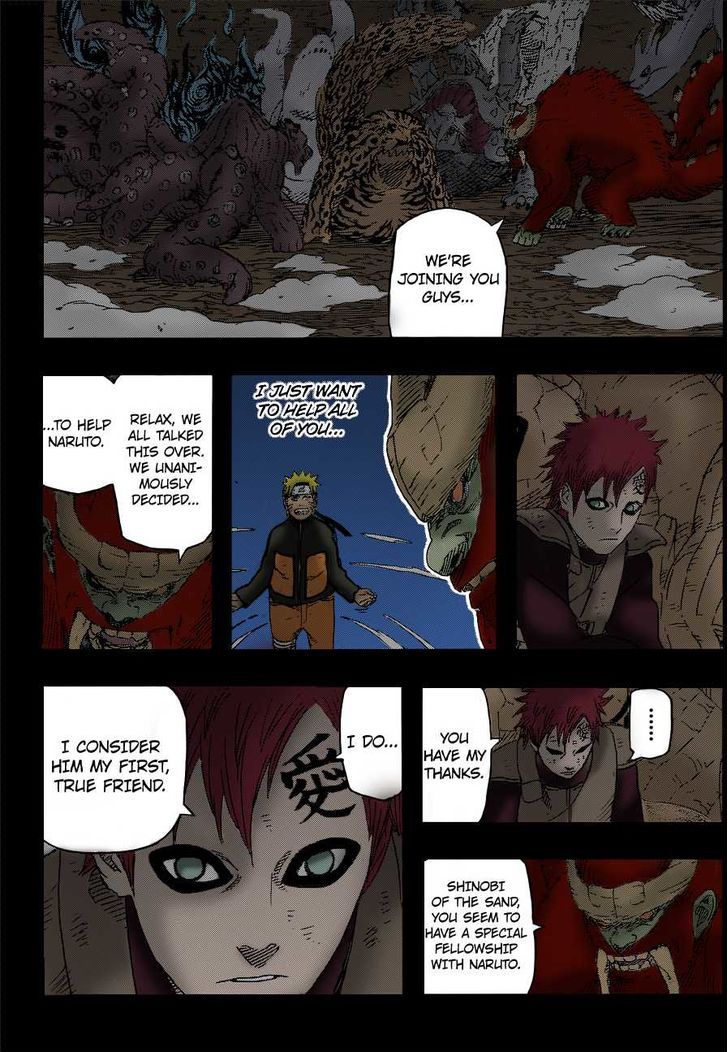 WE'RE
JOINING YOU
GUYS...
I JUST WANT
TO HELP ALL
OF YOU...
RELAX, WE
ALL TALKED
THIS OVER.
WE UNANI-
MOUSLY
DECIDED...
...TO HELP
NARUTO.
......
YOU
HAVE MY
THANKS.
SHINOBI
OF THE SAND,
YOU SEEM TO
HAVE A SPECIAL
FELLOWSHIP
WITH NARUTO.
I DO...
I CONSIDER
HIM MY FIRST,
TRUE FRIEND.
愛